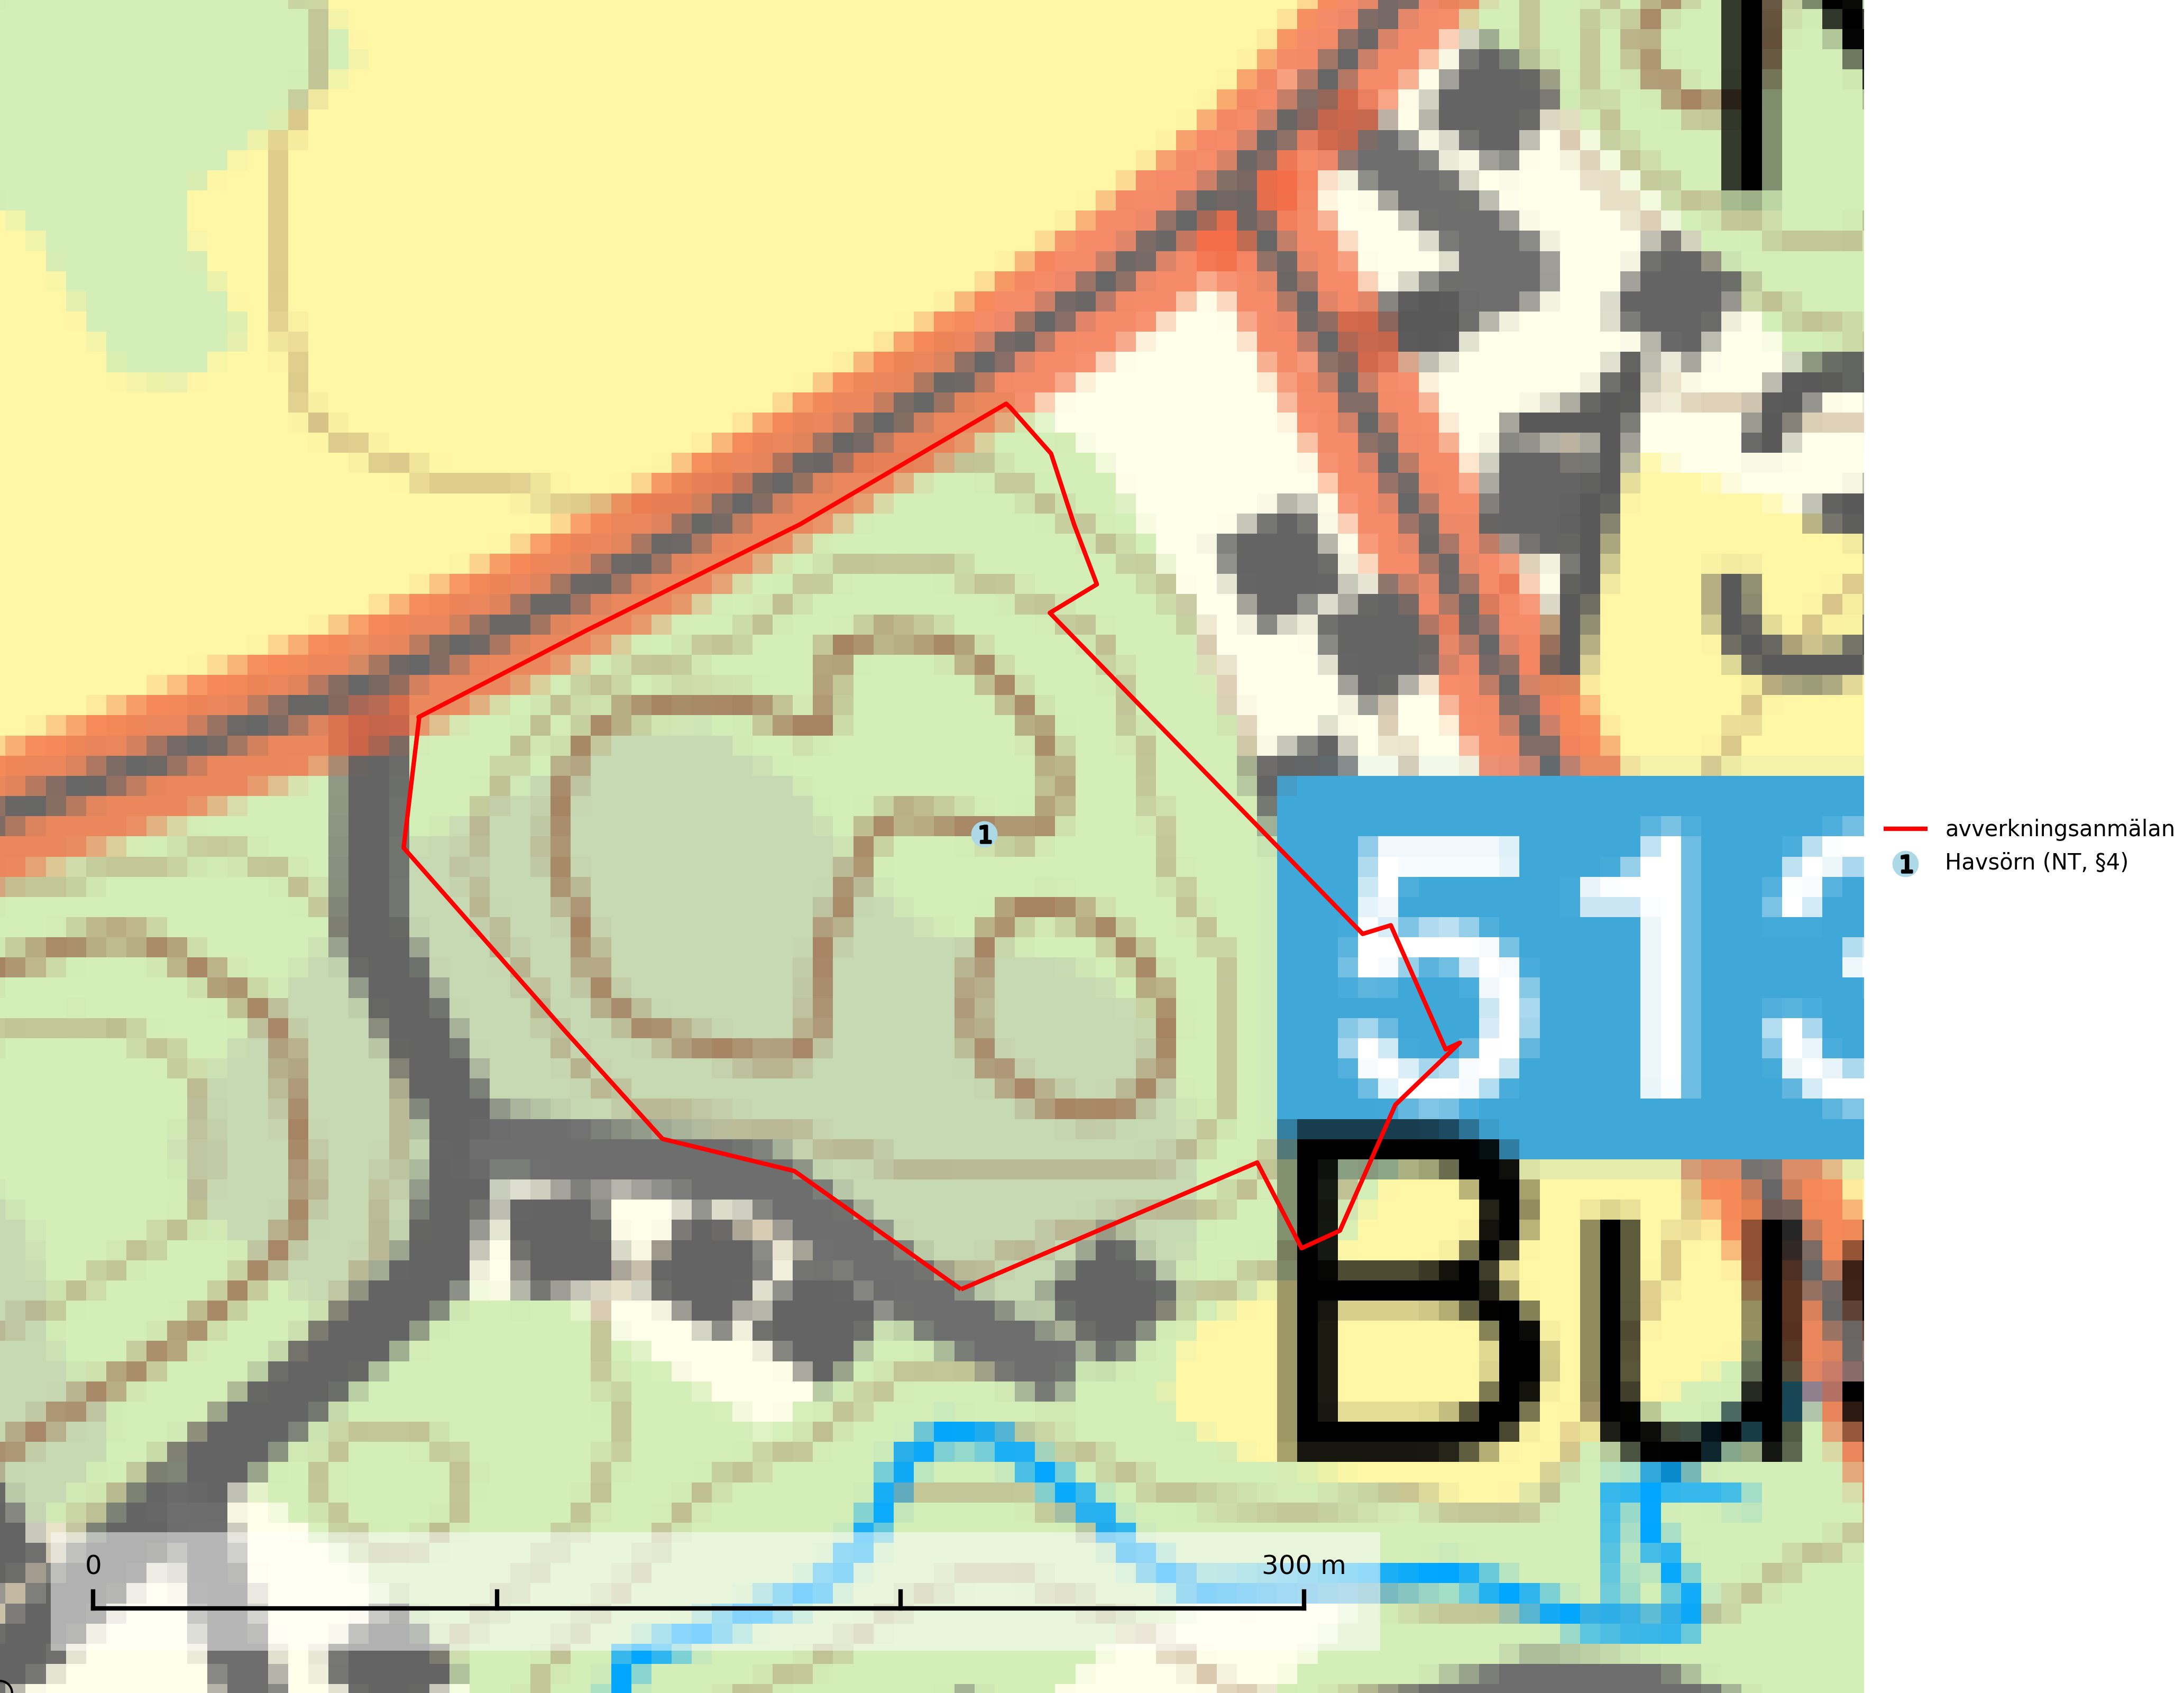 513
1
avverkningsanmälan
1 Havsörn (NT, §4)
Bu
0 300 m